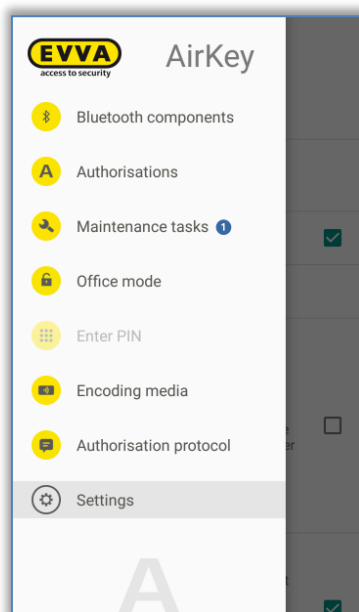 EVVA
access to security
AirKey
Bluetooth components
A
Authorisations
Maintenance tasks 1
Office mode
Enter PIN
Encoding media
Authorisation protocol
Settings
A